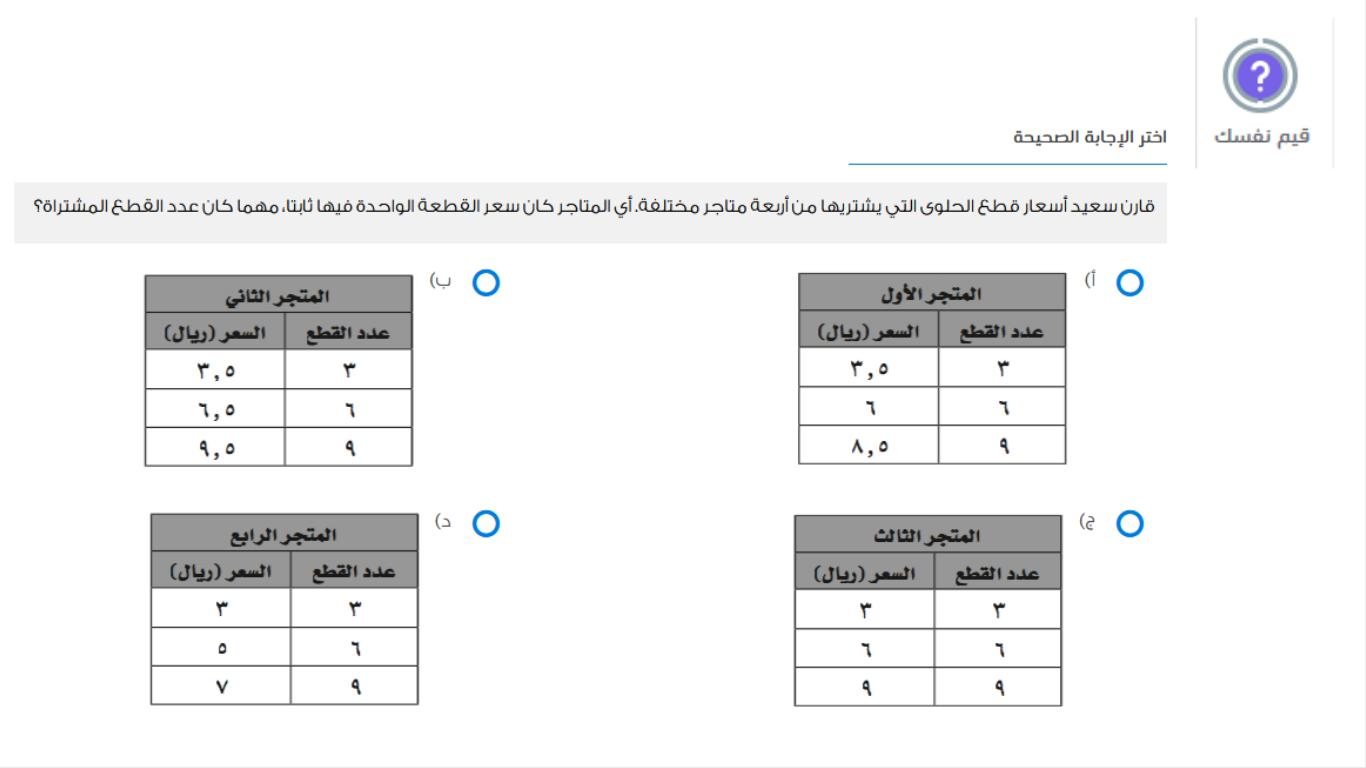 ?
قيم نفسك
اختر الإجابة الصحيحة
قارن سعيد أسعار قطع الحلوى التي يشتريها من أربعة متاجر مختلفة. أي المتاجر كان سعر القطعة الواحدة فيها ثابتا، مهما كان عدد القطع المشتراة؟
أ)
المتجر الأول
عدد القطع السعر (ريال)
٣ ٣,٥
٦ ٦
٩ ٨,٥
ب)
المتجر الثاني
عدد القطع السعر (ريال)
٣ ٣,٥
٦ ٦,٥
٩ ٩,٥
ج)
المتجر الثالث
عدد القطع السعر (ريال)
٣ ٣
٦ ٦
٩ ٩
د)
المتجر الرابع
عدد القطع السعر (ريال)
٣ ٣
٦ ٥
٩ ٧